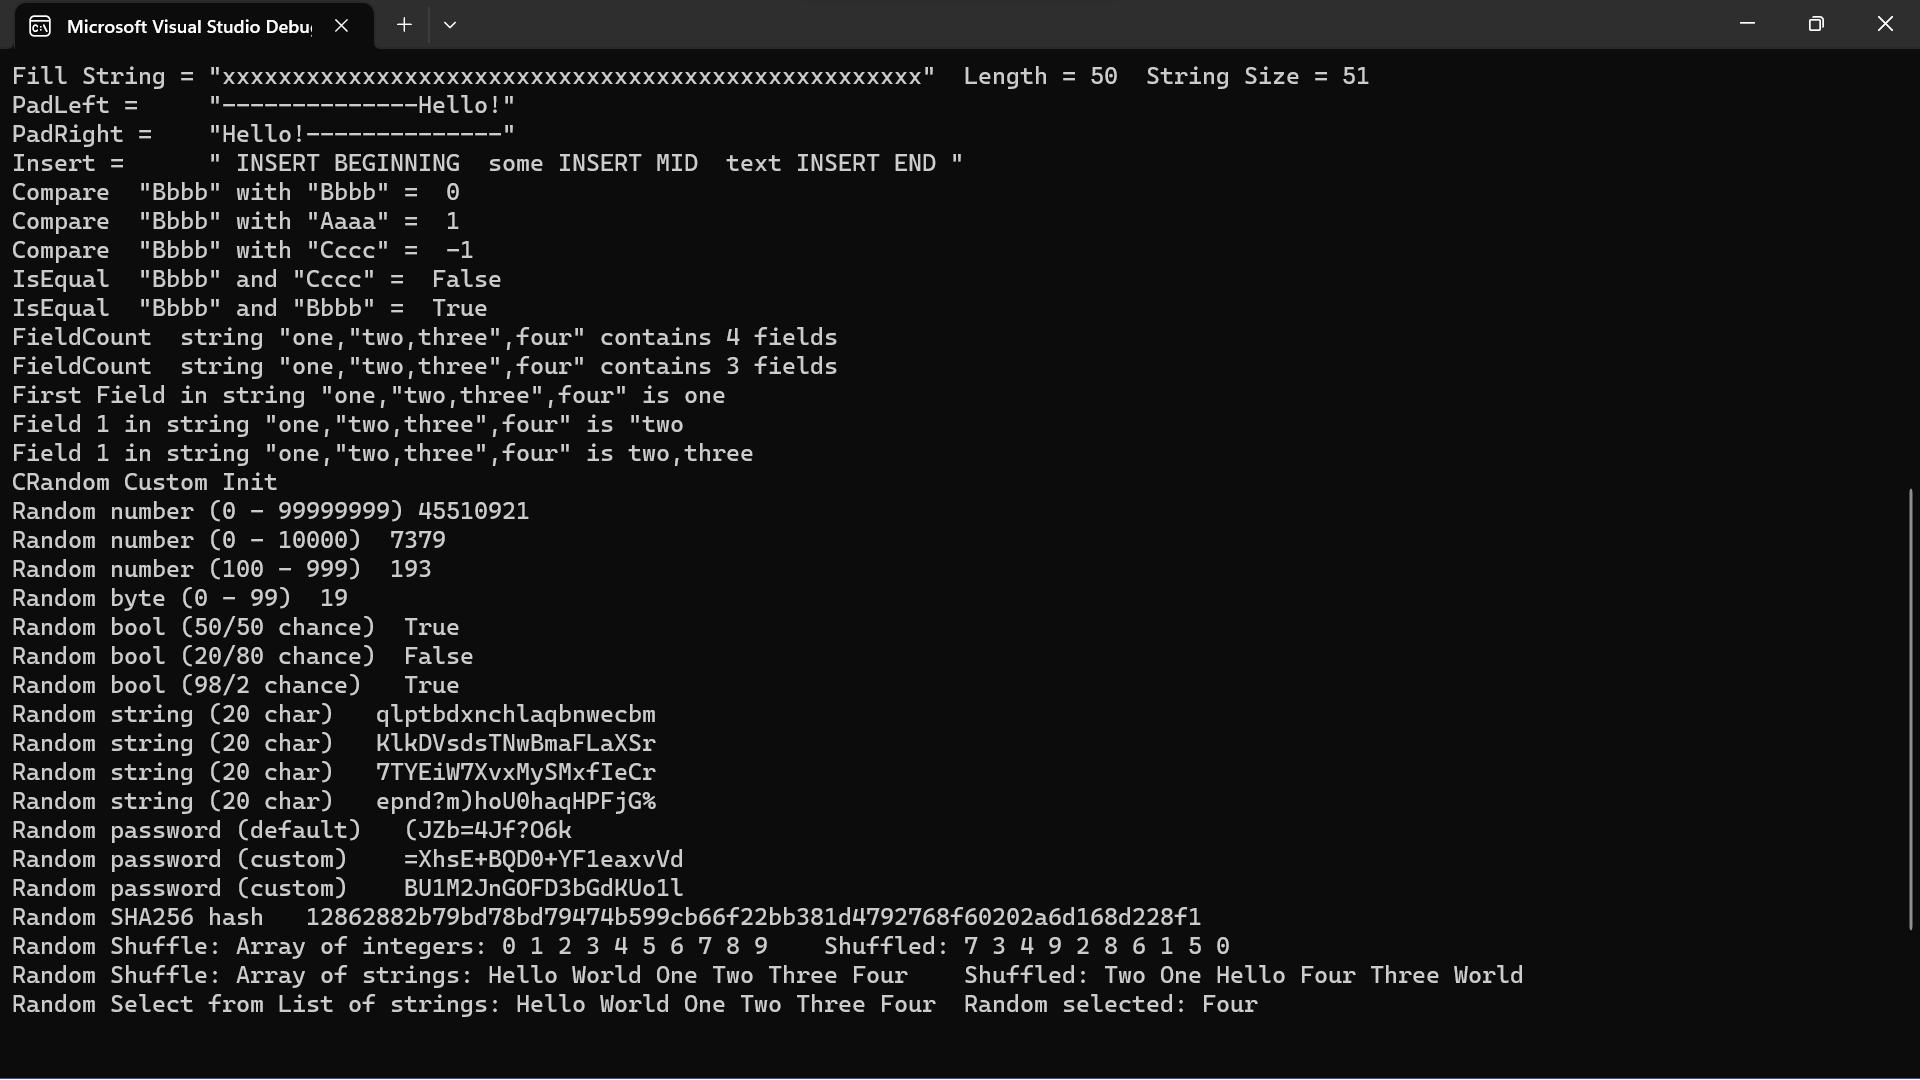 Microsoft Visual Studio Debu
Fill String = "xxxxxxxxxxxxxxxxxxxxxxxxxxxxxxxxxxxxxxxxxxxxxxxxxx"  Length = 50  String Size = 51
PadLeft =     "--------------Hello!"
PadRight =    "Hello!--------------"
Insert =      " INSERT BEGINNING  some INSERT MID  text INSERT END "
Compare  "Bbbb" with "Bbbb" =  0
Compare  "Bbbb" with "Aaaa" =  1
Compare  "Bbbb" with "Cccc" =  -1
IsEqual  "Bbbb" and "Cccc" =  False
IsEqual  "Bbbb" and "Bbbb" =  True
FieldCount  string "one,"two,three",four" contains 4 fields
FieldCount  string "one,"two,three",four" contains 3 fields
First Field in string "one,"two,three",four" is one
Field 1 in string "one,"two,three",four" is "two
Field 1 in string "one,"two,three",four" is two,three
CRandom Custom Init
Random number (0 - 99999999) 45510921
Random number (0 - 10000)  7379
Random number (100 - 999)  193
Random byte (0 - 99)  19
Random bool (50/50 chance)  True
Random bool (20/80 chance)  False
Random bool (98/2 chance)   True
Random string (20 char)   qlptbdxnchlaqbnwecbm
Random string (20 char)   KlkDVsdsTNwBmaFLaXSr
Random string (20 char)   7TYEiW7XvxMySMxfIeCr
Random string (20 char)   epnd?m)hoU0haqHPFjG%
Random password (default)   (JZb=4Jf?O6k
Random password (custom)    =XhsE+BQD0+YF1eaxvVd
Random password (custom)    BU1M2JnGOFD3bGdKUo1l
Random SHA256 hash   12862882b79bd78bd79474b599cb66f22bb381d4792768f60202a6d168d228f1
Random Shuffle: Array of integers: 0 1 2 3 4 5 6 7 8 9    Shuffled: 7 3 4 9 2 8 6 1 5 0
Random Shuffle: Array of strings: Hello World One Two Three Four    Shuffled: Two One Hello Four Three World
Random Select from List of strings: Hello World One Two Three Four  Random selected: Four